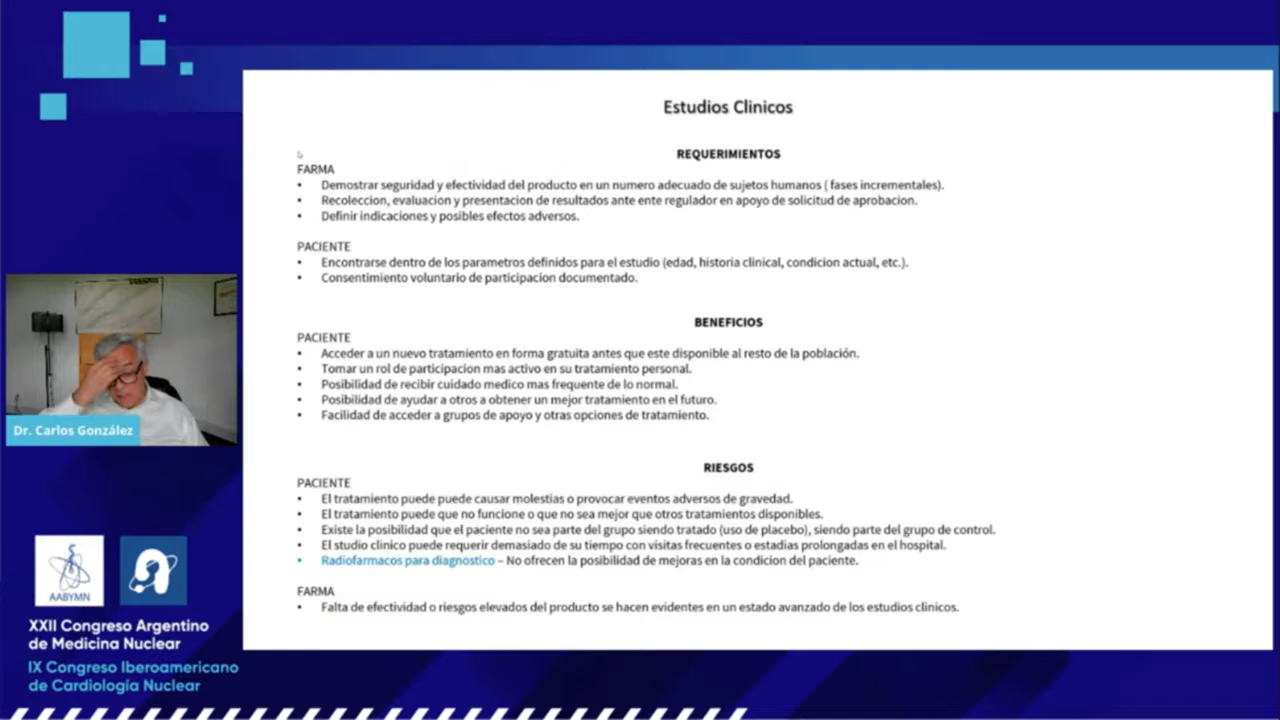 Estudios Clinicos
REQUERIMIENTOS
FARMA
• Demostrar seguridad y efectividad del producto en un numero adecuado de sujetos humanos ( fases incrementales).
• Recoleccion, evaluacion y presentacion de resultados ante ente regulador en apoyo de solicitud de aprobacion.
• Definir indicaciones y posibles efectos adversos.
PACIENTE
• Encontrarse dentro de los parametros definidos para el estudio (edad, historia clinical, condicion actual, etc.).
• Consentimiento voluntario de participacion documentado.
BENEFICIOS
PACIENTE
• Acceder a un nuevo tratamiento en forma gratuita antes que este disponible al resto de la población.
• Tomar un rol de participacion mas activo en su tratamiento personal.
• Posibilidad de recibir cuidado medico mas frequente de lo normal.
• Posibilidad de ayudar a otros a obtener un mejor tratamiento en el futuro.
• Facilidad de acceder a grupos de apoyo y otras opciones de tratamiento.
RIESGOS
PACIENTE
• El tratamiento puede puede causar molestias o provocar eventos adversos de gravedad.
• El tratamiento puede que no funcione o que no sea mejor que otros tratamientos disponibles.
• Existe la posibilidad que el paciente no sea parte del grupo siendo tratado (uso de placebo), siendo parte del grupo de control.
• El studio clinico puede requerir demasiado de su tiempo con visitas frecuentes o estadias prolongadas en el hospital.
• Radiofarmacos para diagnostico – No ofrecen la posibilidad de mejoras en la condicion del paciente.
FARMA
• Falta de efectividad o riesgos elevados del producto se hacen evidentes en un estado avanzado de los estudios clinicos.
Dr. Carlos González
AABYMN
XXII Congreso Argentino
de Medicina Nuclear
IX Congreso Iberoamericano
de Cardiología Nuclear